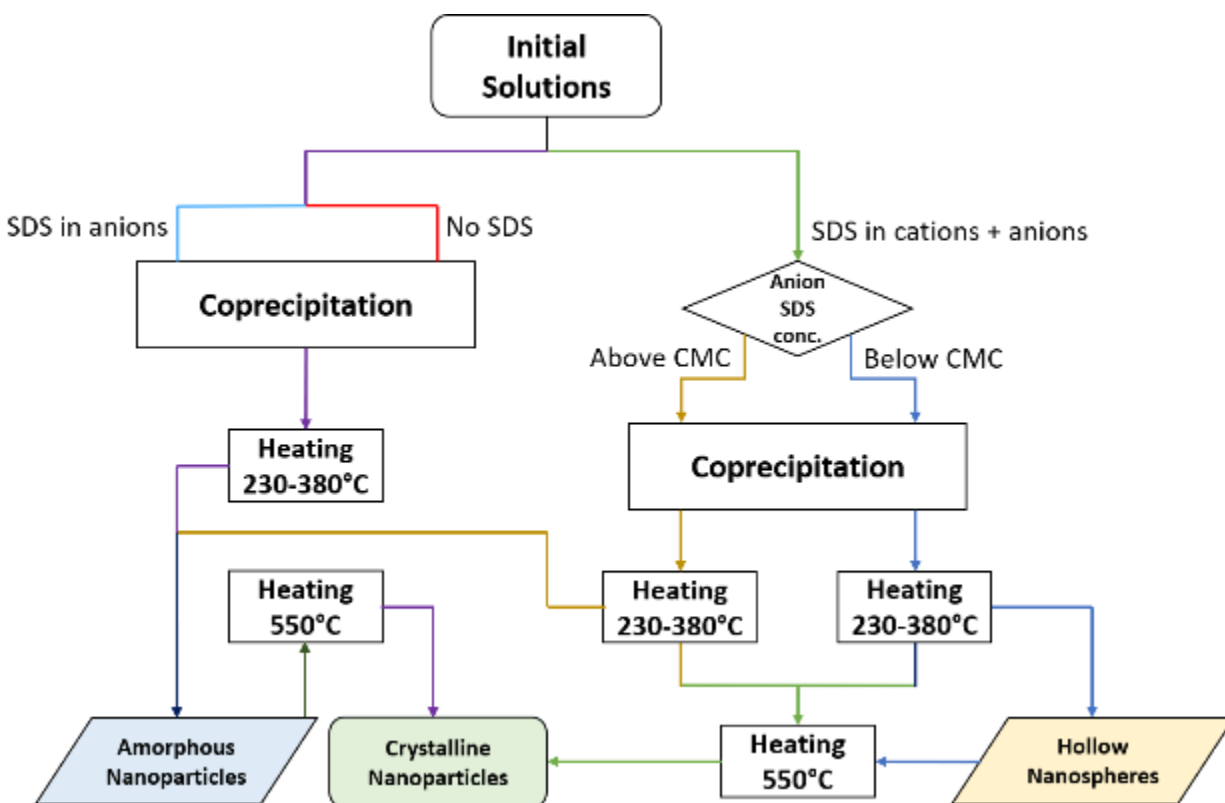 Initial
Solutions
SDS in anions
No SDS
SDS in cations + anions
Coprecipitation
Anion
SDS
conc.
Above CMC
Below CMC
Heating
230-380°C
Coprecipitation
Heating
550°C
Heating
230-380°C
Heating
230-380°C
Amorphous
Nanoparticles
Crystalline
Nanoparticles
Heating
550°C
Hollow
Nanospheres